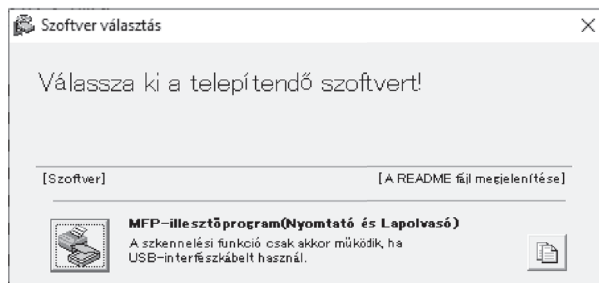 Szoftver választás
Válassza ki a telepítendő szoftvert!
[Szoftver] [A README fájl megjelenítése]
MFP-illesztőprogram(Nyomtató és Lapolvasó)
A szkennelési funkció csak akkor működik, ha
USB-interfészkábelt használ.